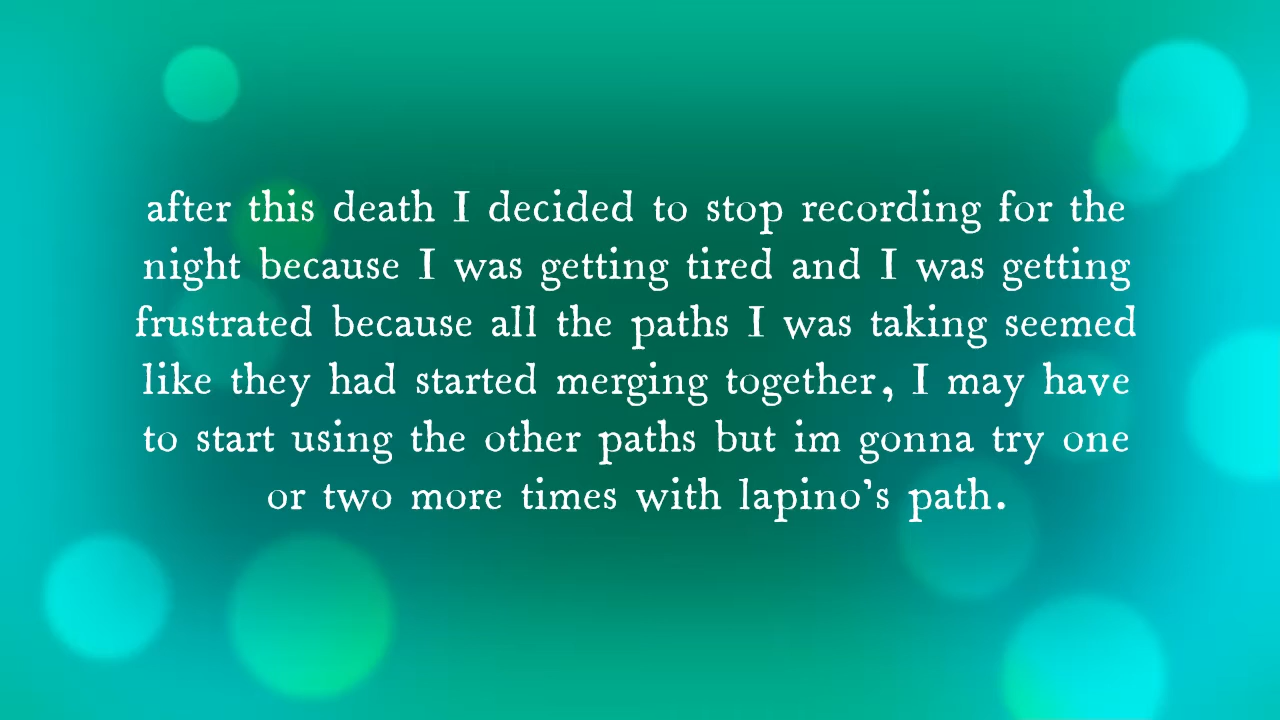 after this death I decided to stop recording for the
night because I was getting tired and I was getting
frustrated because all the paths I was taking seemed
like they had started merging together, I may have
to start using the other paths but im gonna try one
or two more times with lapino's path.